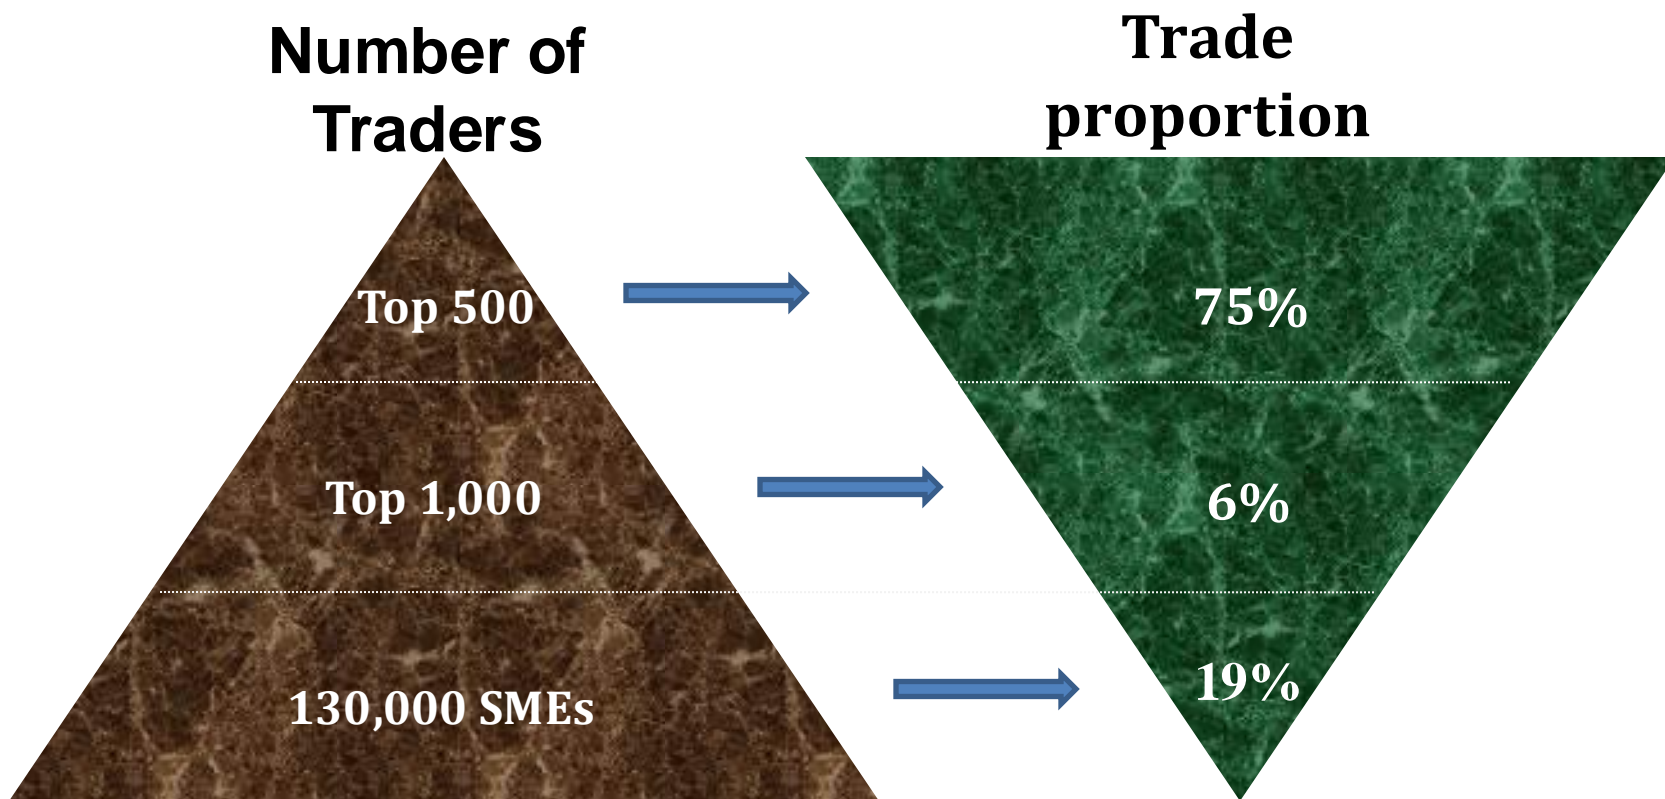 Number of
Traders
Trade
proportion
Top 500
75%
Top 1,000
6%
130,000 SMEs
19%